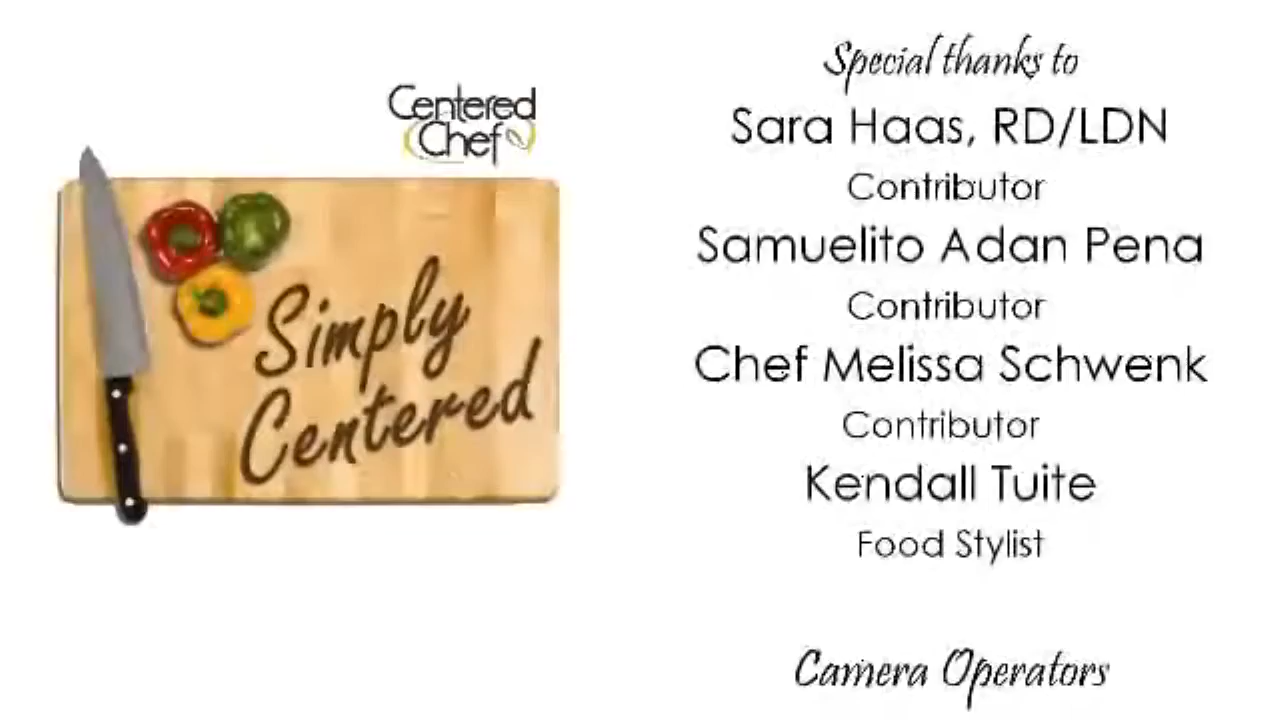 Centered
Chef
Simply
Centered
Special thanks to
Sara Haas, RD/LDN
Contributor
Samuelito Adan Pena
Contributor
Chef Melissa Schwenk
Contributor
Kendall Tuite
Food Stylist
Camera Operators